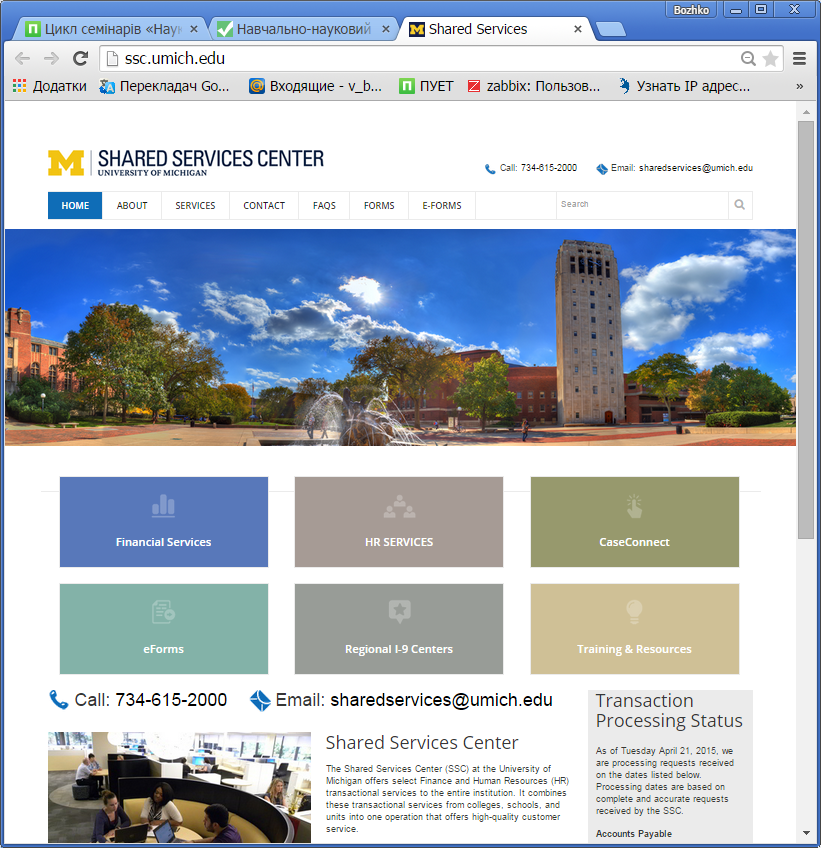 Bozhko
Цикл семінарів «Наук
Навчально-науковий
Shared Services
ssc.umich.edu
Додатки
Перекладач Go...
Входящие - v_b...
ПУЕТ
zabbix: Пользов...
Узнать IP адрес...
»
M SHARED SERVICES CENTER
UNIVERSITY OF MICHIGAN
Call: 734-615-2000
Email: sharedservices@umich.edu
HOME
ABOUT
SERVICES
CONTACT
FAQS
FORMS
E-FORMS
Search
Financial Services
HR SERVICES
CaseConnect
eForms
Regional I-9 Centers
Training & Resources
Call: 734-615-2000
Email: sharedservices@umich.edu
Shared Services Center
The Shared Services Center (SSC) at the University of
Michigan offers select Finance and Human Resources (HR)
transactional services to the entire institution. It combines
these transactional services from colleges, schools, and
units into one operation that offers high-quality customer
service.
Transaction
Processing Status
As of Tuesday April 21, 2015, we
are processing requests received
on the dates listed below.
Processing dates are based on
complete and accurate requests
received by the SSC.
Accounts Payable